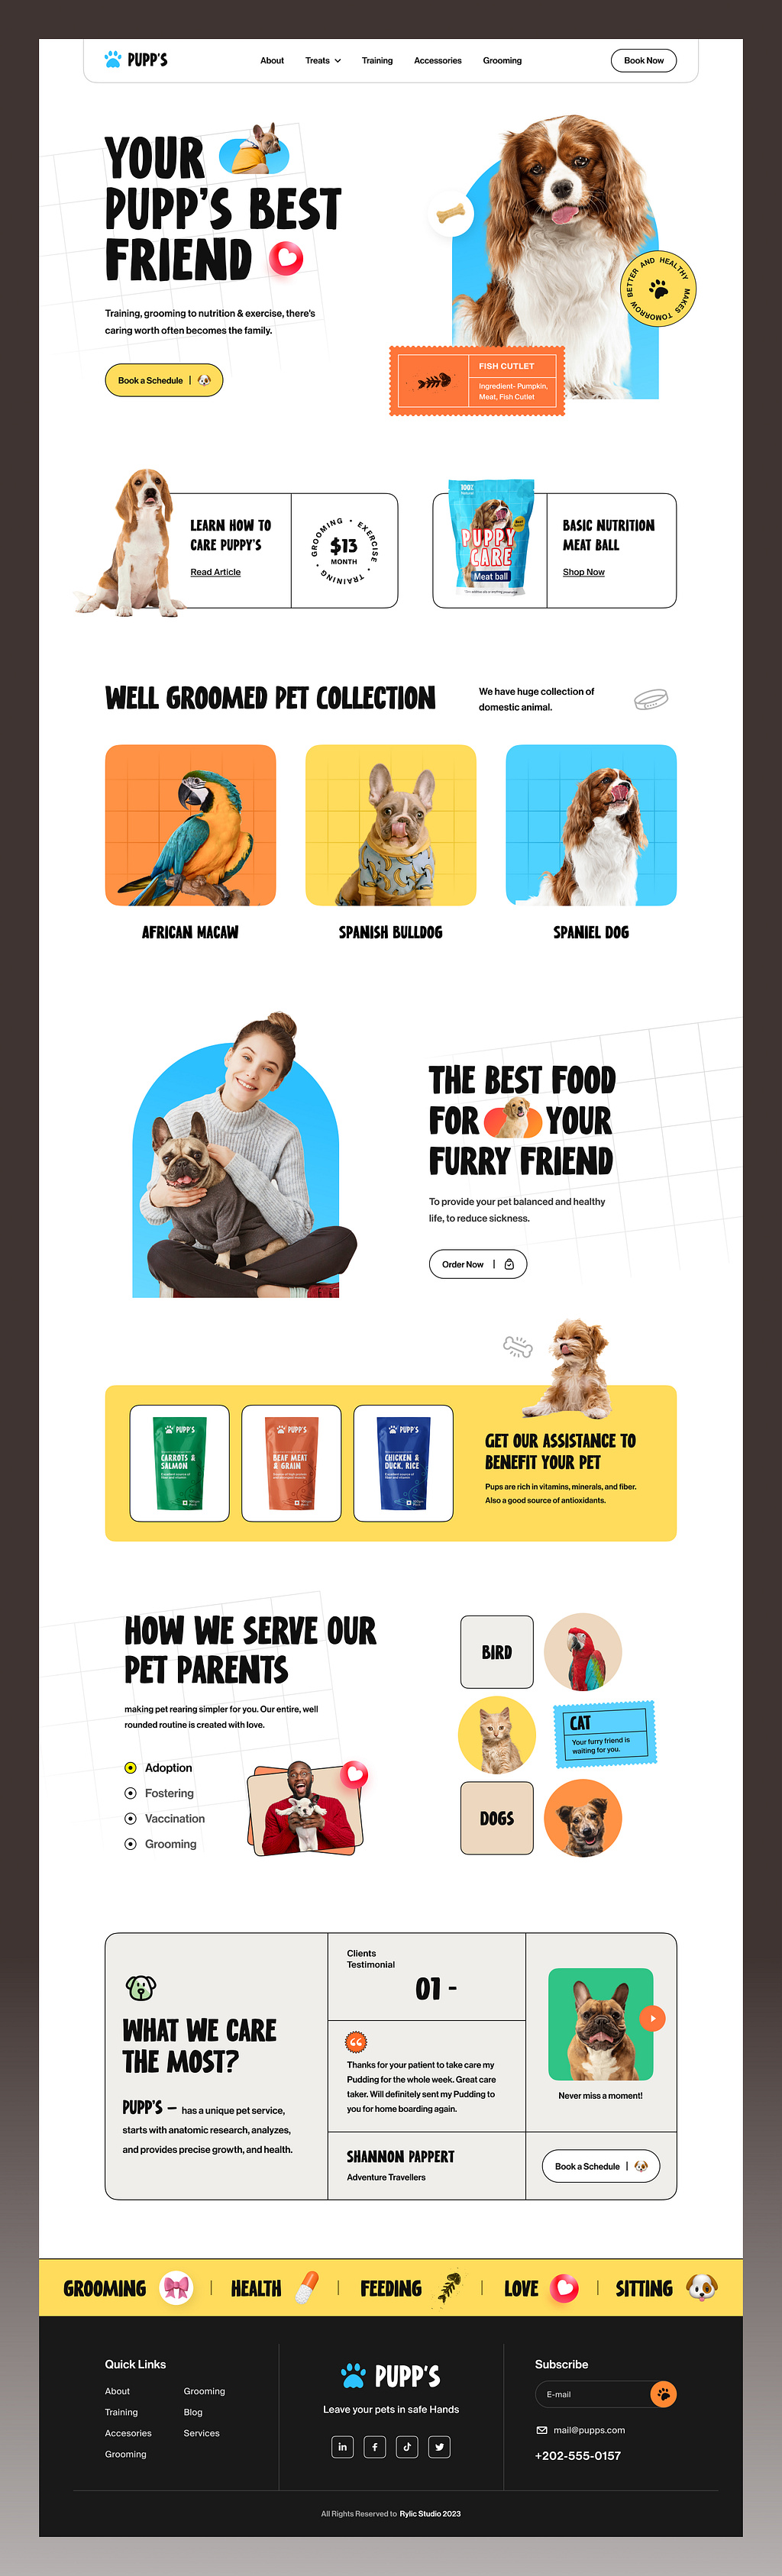 PUPP'S
About
Treats
Training
Accessories
Grooming
Book Now
YOUR
PUPP'S BEST
FRIEND
Training, grooming to nutrition & exercise, there's
caring worth often becomes the family.
Book a Schedule |
BETTER AND HEALTHY MAKES TOMORROW
FISH CUTLET
Ingredient- Pumpkin,
Meat, Fish Cutlet
LEARN HOW TO
CARE PUPPY'S
Read Article
GROOMING • EXERCISE • TRAINING •
$13
MONTH
100%
PUPPY
CARE
Meat ball
BASIC NUTRITION
MEAT BALL
Shop Now
WELL GROOMED PET COLLECTION
We have huge collection of
domestic animal.
AFRICAN MACAW
SPANISH BULLDOG
SPANIEL DOG
THE BEST FOOD
FOR YOUR
FURRY FRIEND
To provide your pet balanced and healthy
life, to reduce sickness.
Order Now |
PUPP'S
CARROTS &
SALMON
PUPP'S
BEAF MEAT
& GRAIN
PUPP'S
CHICKEN &
DUCK, RICE
GET OUR ASSISTANCE TO
BENEFIT YOUR PET
Pups are rich in vitamins, minerals, and fiber.
Also a good source of antioxidants.
HOW WE SERVE OUR
PET PARENTS
making pet rearing simpler for you. Our entire, well
rounded routine is created with love.
Adoption
Fostering
Vaccination
Grooming
BIRD
CAT
Your furry friend is
waiting for you.
DOGS
WHAT WE CARE
THE MOST?
PUPP'S – has a unique pet service,
starts with anatomic research, analyzes,
and provides precise growth, and health.
Clients
Testimonial
01 -
Thanks for your patient to take care my
Pudding for the whole week. Great care
taker. Will definitely sent my Pudding to
you for home boarding again.
SHANNON PAPPERT
Adventure Travellers
Never miss a moment!
Book a Schedule |
GROOMING | HEALTH | FEEDING | LOVE | SITTING
Quick Links
About
Training
Accesories
Grooming
Grooming
Blog
Services
PUPP'S
Leave your pets in safe Hands
Subscribe
E-mail
mail@pupps.com
+202-555-0157
All Rights Reserved to Rylic Studio 2023